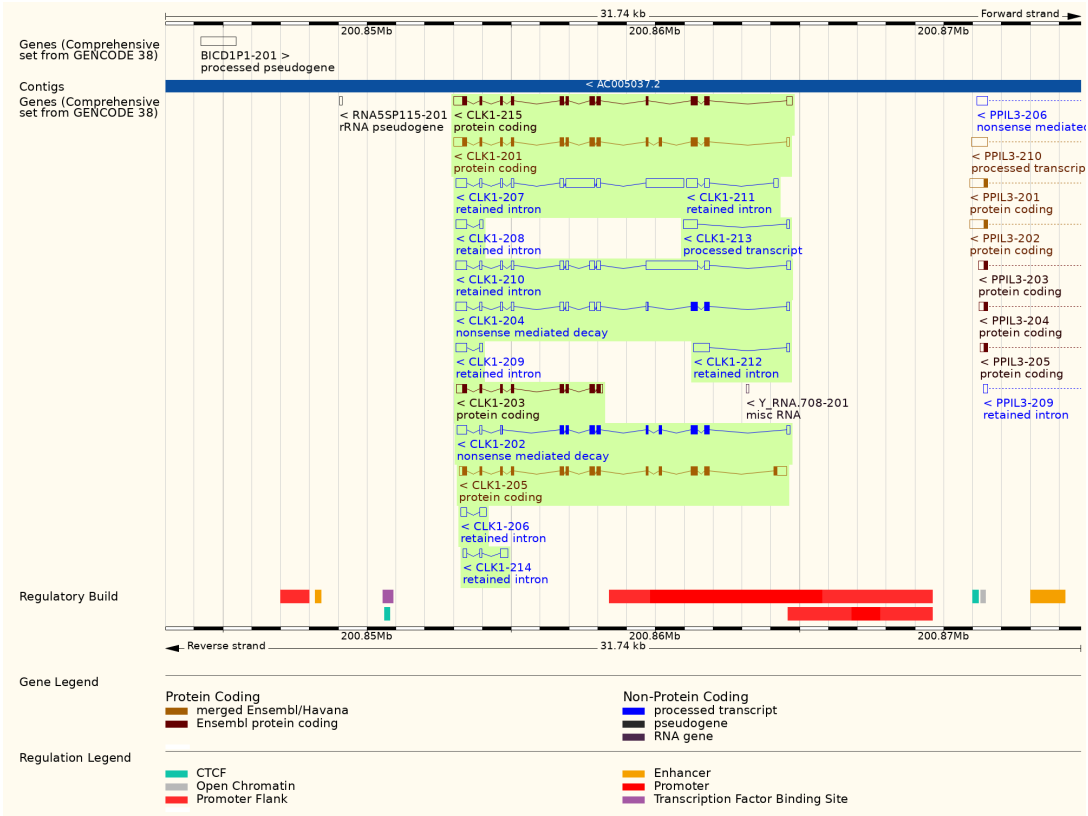 31.74 kb
Forward strand
200.85Mb 200.86Mb 200.87Mb
Genes (Comprehensive
set from GENCODE 38)
BICD1P1-201 >
processed pseudogene
Contigs
< AC005037.2
Genes (Comprehensive
set from GENCODE 38)
< RNA5SP115-201
rRNA pseudogene
< CLK1-215
protein coding
< PPIL3-206
nonsense mediated
< CLK1-201
protein coding
< PPIL3-210
processed transcrip
< CLK1-207
retained intron
< CLK1-211
retained intron
< PPIL3-201
protein coding
< CLK1-208
retained intron
< CLK1-213
processed transcript
< PPIL3-202
protein coding
< CLK1-210
retained intron
< PPIL3-203
protein coding
< CLK1-204
nonsense mediated decay
< PPIL3-204
protein coding
< CLK1-209
retained intron
< CLK1-212
retained intron
< PPIL3-205
protein coding
< CLK1-203
protein coding
< Y_RNA.708-201
misc RNA
< PPIL3-209
retained intron
< CLK1-202
nonsense mediated decay
< CLK1-205
protein coding
< CLK1-206
retained intron
< CLK1-214
retained intron
Regulatory Build
200.85Mb 200.86Mb 200.87Mb
Reverse strand
31.74 kb
Gene Legend
Protein Coding
merged Ensembl/Havana
Ensembl protein coding
Non-Protein Coding
processed transcript
pseudogene
RNA gene
Regulation Legend
CTCF
Open Chromatin
Promoter Flank
Enhancer
Promoter
Transcription Factor Binding Site